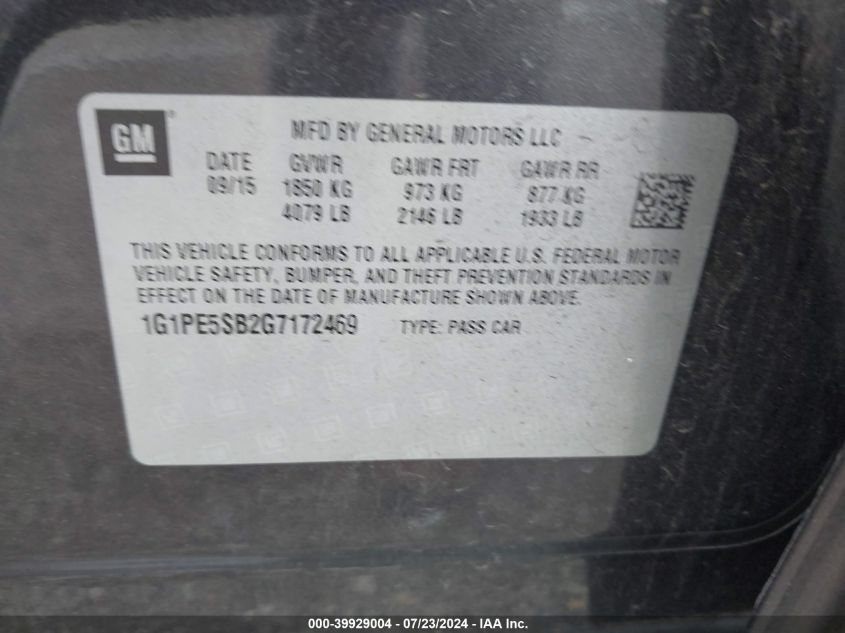 GM ®
MFD BY GENERAL MOTORS LLC
DATE GVWR GAWR FRT GAWR RR
09/15 1850 KG 973 KG 877 KG
4079 LB 2146 LB 1933 LB
THIS VEHICLE CONFORMS TO ALL APPLICABLE U.S. FEDERAL MOTOR
VEHICLE SAFETY, BUMPER, AND THEFT PREVENTION STANDARDS IN
EFFECT ON THE DATE OF MANUFACTURE SHOWN ABOVE.
1G1PE5SB2G7172469 TYPE: PASS CAR
000-39929004 / 07/23/2024 - IAA Inc.